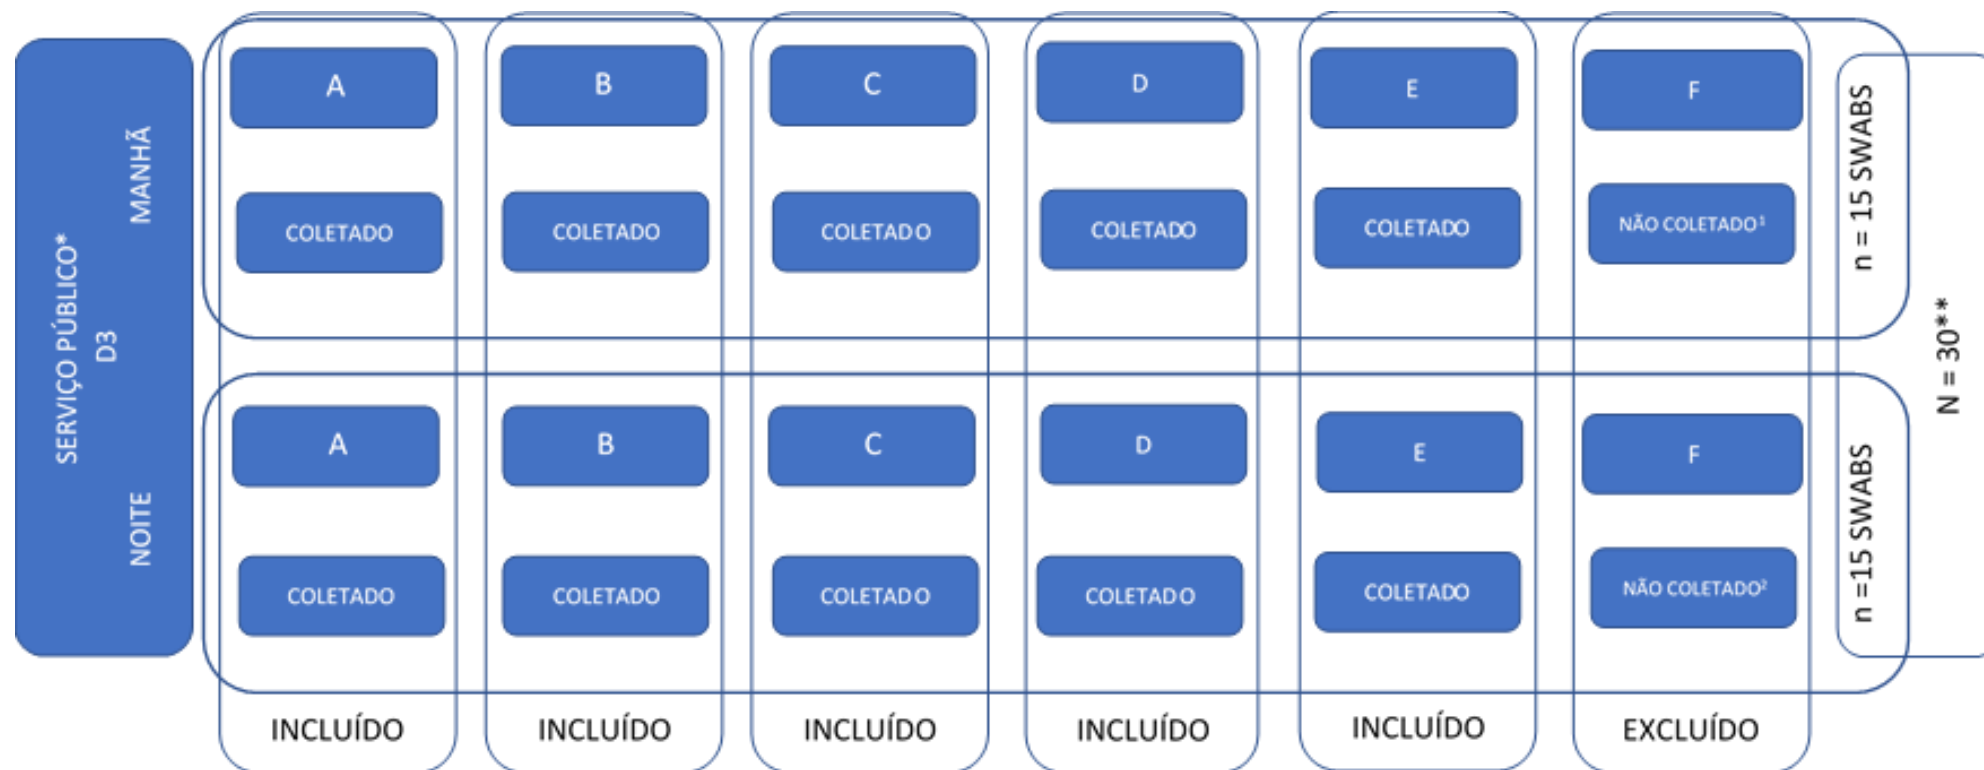 SERVIÇO PÚBLICO*
D3
MANHÃ
NOITE
A
B
C
D
E
F
COLETADO
COLETADO
COLETADO
COLETADO
COLETADO
NÃO COLETADO¹
n = 15 SWABS
A
B
C
D
E
F
COLETADO
COLETADO
COLETADO
COLETADO
COLETADO
NÃO COLETADO²
n =15 SWABS
N = 30**
INCLUÍDO
INCLUÍDO
INCLUÍDO
INCLUÍDO
INCLUÍDO
EXCLUÍDO